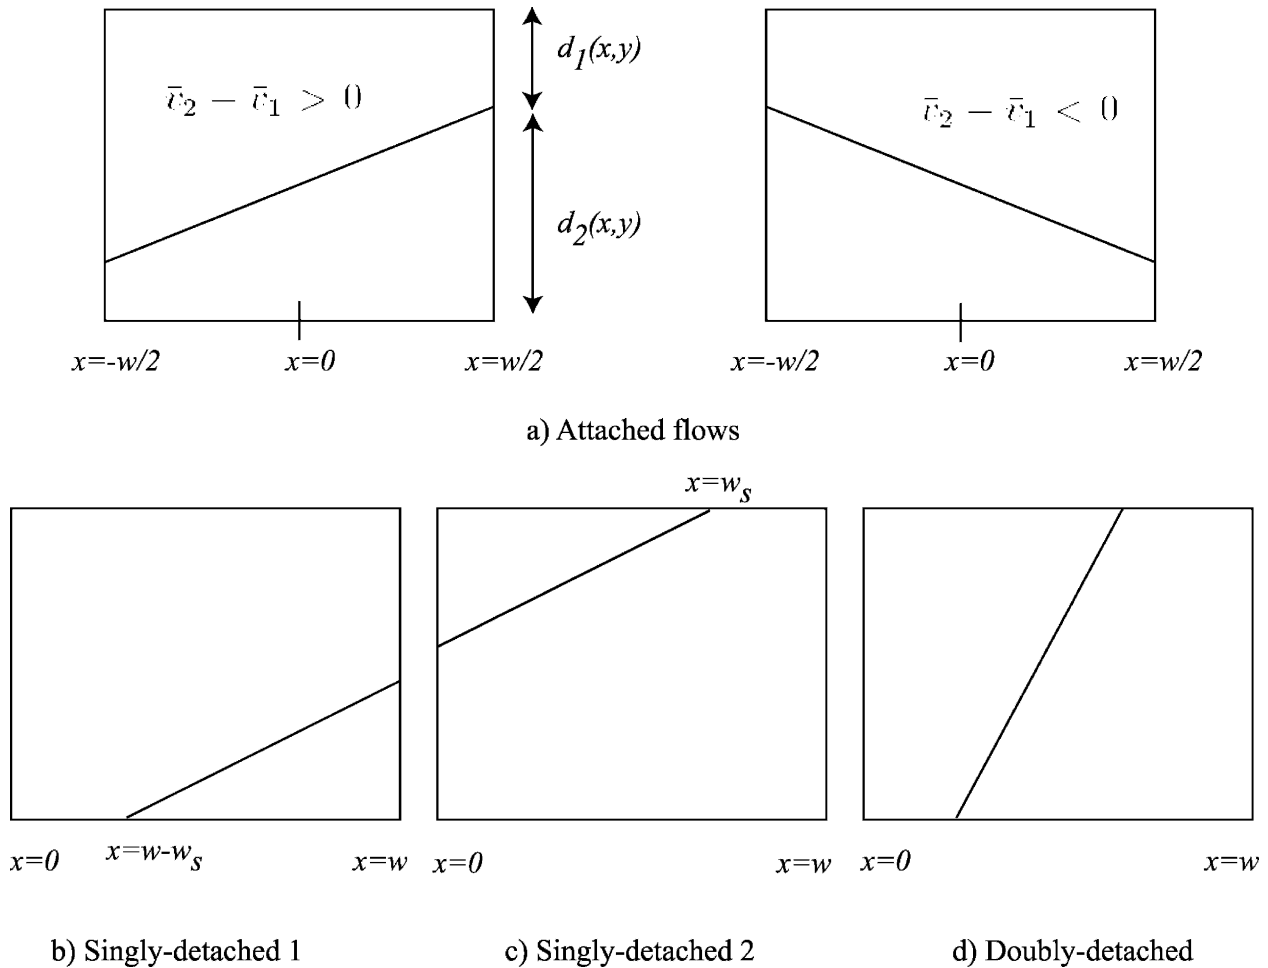 d₁(x,y)
v̄₂ − v̄₁ > 0
v̄₂ − v̄₁ < 0
d₂(x,y)
x=-w/2 x=0 x=w/2 x=-w/2 x=0 x=w/2
a) Attached flows
x=wₛ
x=0 x=w-wₛ x=w x=0 x=w x=0 x=w
b) Singly-detached 1 c) Singly-detached 2 d) Doubly-detached